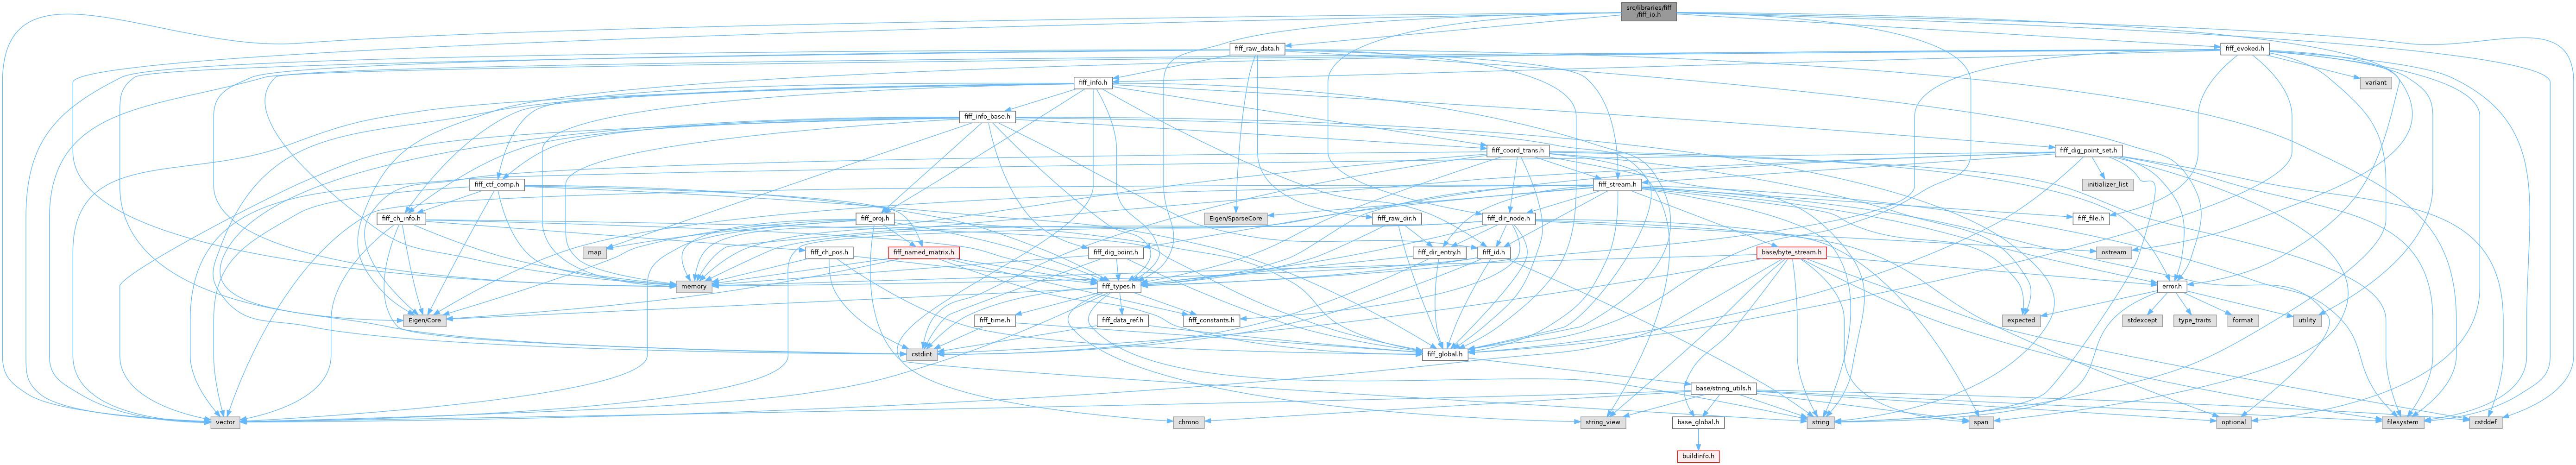 src/libraries/fiff
/fiff_io.h
fiff_raw_data.h
fiff_evoked.h
fiff_info.h
variant
fiff_info_base.h
fiff_coord_trans.h
fiff_dig_point_set.h
fiff_ctf_comp.h
fiff_stream.h
initializer_list
fiff_ch_info.h
fiff_proj.h
Eigen/SparseCore
fiff_raw_dir.h
fiff_dir_node.h
fiff_file.h
map
fiff_ch_pos.h
fiff_named_matrix.h
fiff_dig_point.h
fiff_dir_entry.h
fiff_id.h
base/byte_stream.h
ostream
memory
fiff_types.h
error.h
Eigen/Core
fiff_time.h
fiff_data_ref.h
fiff_constants.h
expected
stdexcept
type_traits
format
utility
cstdint
fiff_global.h
base/string_utils.h
vector
chrono
string_view
base_global.h
string
span
optional
filesystem
cstddef
buildinfo.h